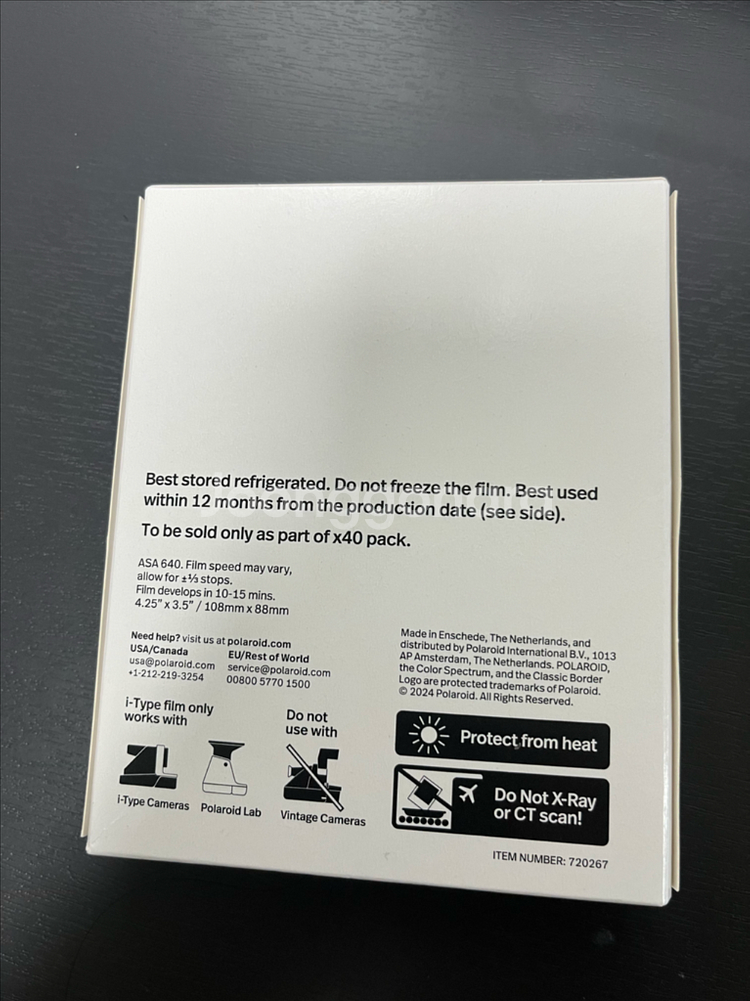 Best stored refrigerated. Do not freeze the film. Best used
within 12 months from the production date (see side).
To be sold only as part of x40 pack.
ASA 640. Film speed may vary,
allow for ±⅓ stops.
Film develops in 10-15 mins.
4.25" x 3.5" / 108mm x 88mm
Need help? visit us at polaroid.com
USA/Canada
usa@polaroid.com
+1-212-219-3254
EU/Rest of World
service@polaroid.com
00800 5770 1500
i-Type film only
works with
I-Type Cameras
Polaroid Lab
Do not
use with
Vintage Cameras
Made in Enschede, The Netherlands, and
distributed by Polaroid International B.V., 1013
AP Amsterdam, The Netherlands. POLAROID,
the Color Spectrum, and the Classic Border
Logo are protected trademarks of Polaroid.
© 2024 Polaroid. All Rights Reserved.
Protect from heat
Do Not X-Ray
or CT scan!
ITEM NUMBER: 720267